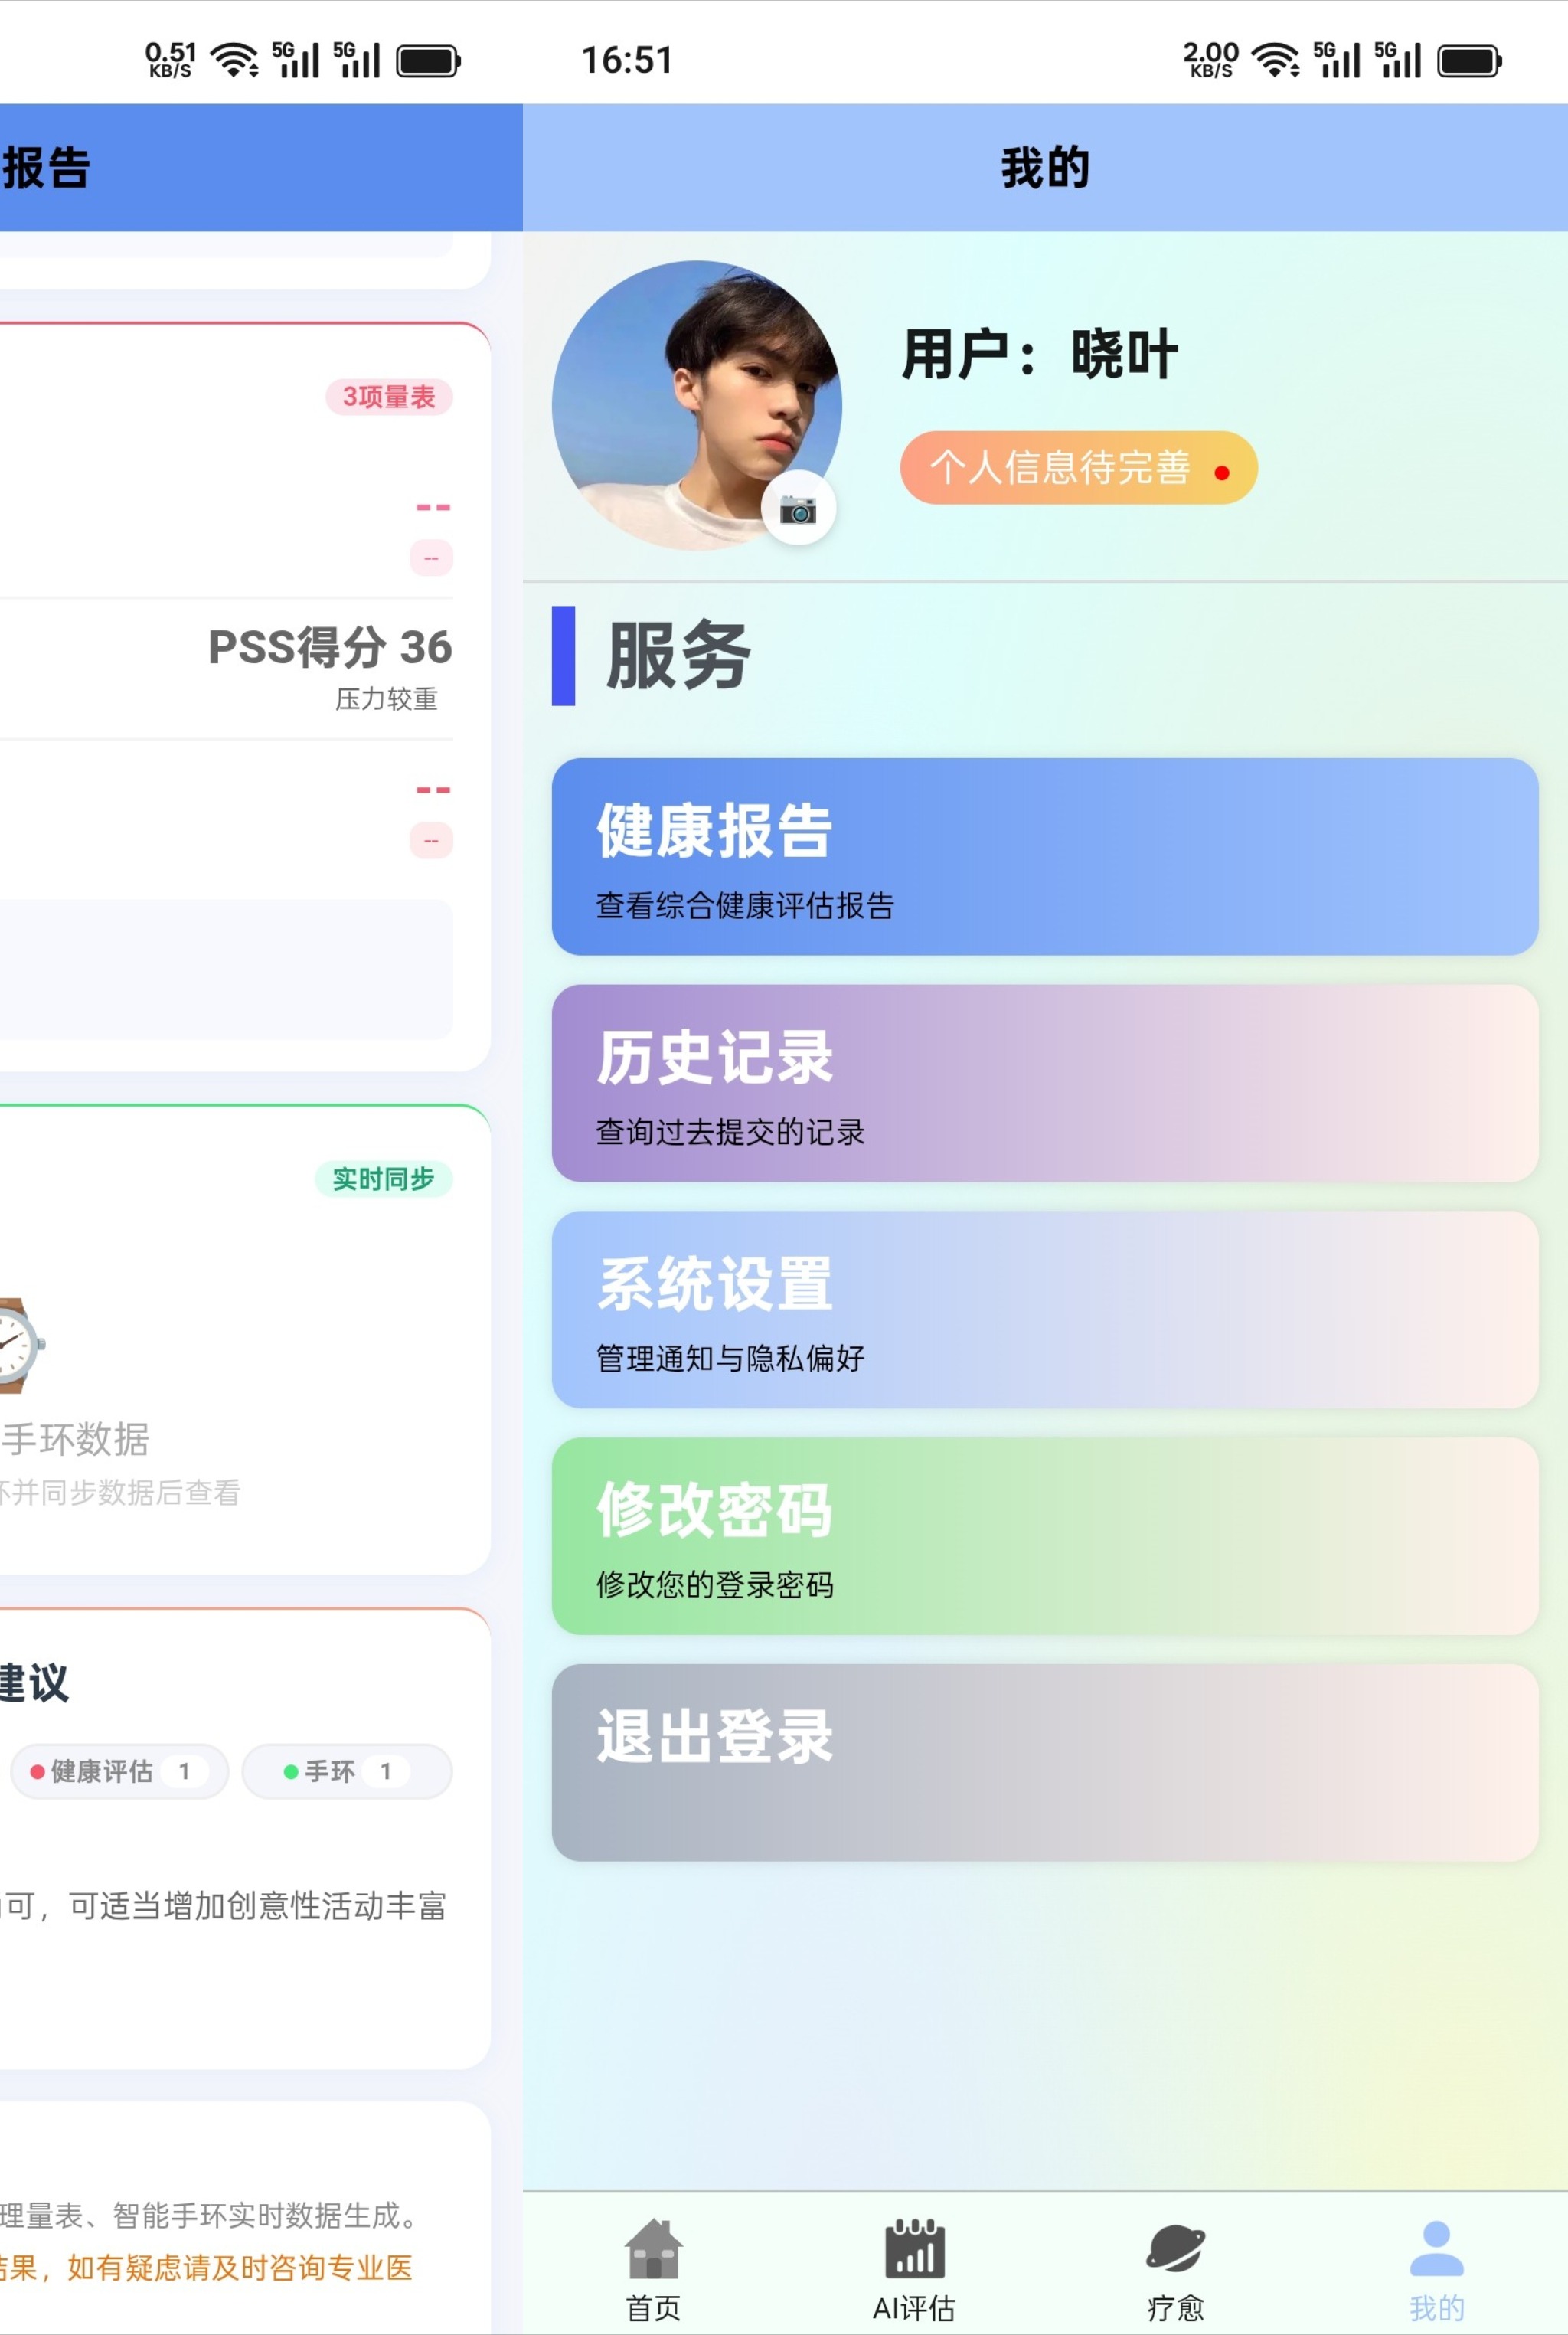 0.51
KB/S
5G
5G
报告
3项量表
--
--
PSS得分 36
压力较重
--
--
实时同步
手环数据
环并同步数据后查看
建议
健康评估 1
手环 1
可，可适当增加创意性活动丰富
理量表、智能手环实时数据生成。
结果，如有疑虑请及时咨询专业医
16:51
2.00
KB/S
5G
5G
我的
用户：晓叶
个人信息待完善
服务
健康报告
查看综合健康评估报告
历史记录
查询过去提交的记录
系统设置
管理通知与隐私偏好
修改密码
修改您的登录密码
退出登录
首页
AI评估
疗愈
我的